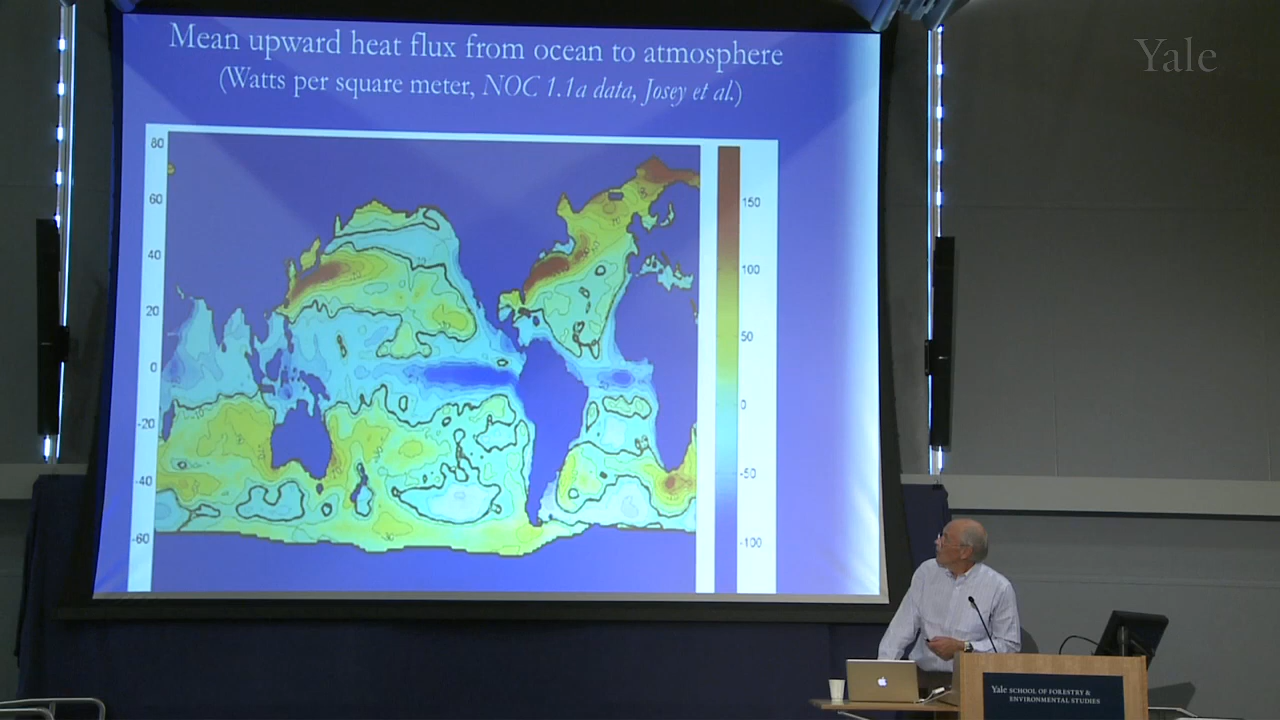 Yale
Mean upward heat flux from ocean to atmosphere
(Watts per square meter, NOC 1.1a data, Josey et al.)
80
60
40
20
0
-20
-40
-60
150
100
50
0
-50
-100
Yale SCHOOL OF FORESTRY &
ENVIRONMENTAL STUDIES